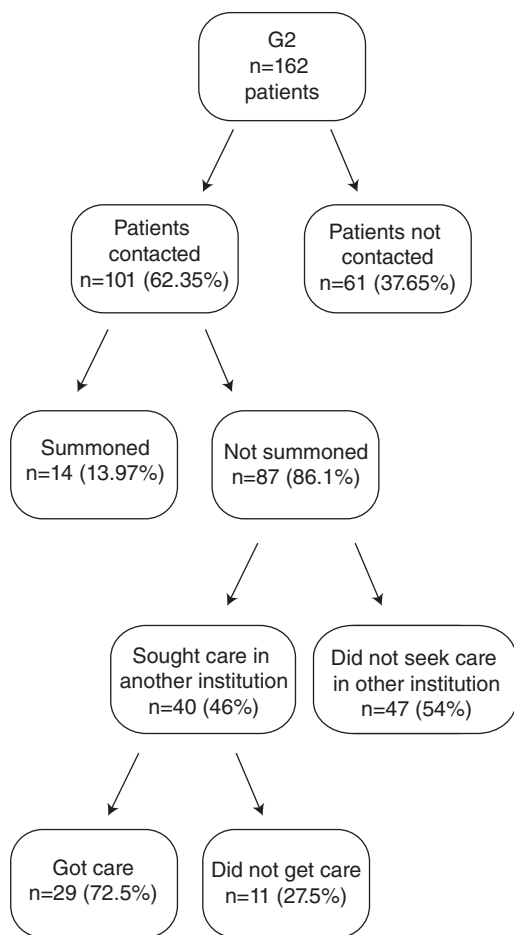 G2
n=162
patients
Patients
contacted
n=101 (62.35%)
Patients not
contacted
n=61 (37.65%)
Summoned
n=14 (13.97%)
Not summoned
n=87 (86.1%)
Sought care in
another institution
n=40 (46%)
Did not seek care
in other institution
n=47 (54%)
Got care
n=29 (72.5%)
Did not get care
n=11 (27.5%)